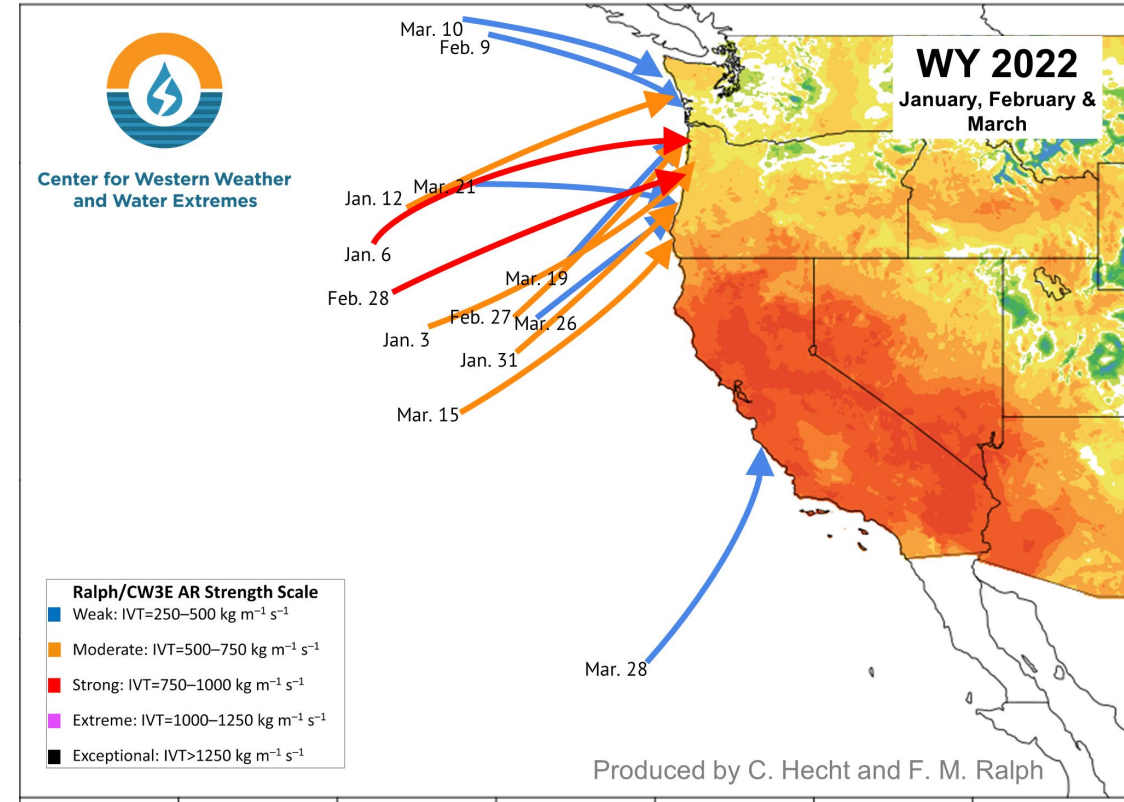 WY 2022
January, February &
March
Center for Western Weather
and Water Extremes
Mar. 10
Feb. 9
Mar. 21
Jan. 12
Jan. 6
Mar. 19
Feb. 28
Feb. 27
Mar. 26
Jan. 3
Jan. 31
Mar. 15
Mar. 28
Ralph/CW3E AR Strength Scale
Weak: IVT=250–500 kg m⁻¹ s⁻¹
Moderate: IVT=500–750 kg m⁻¹ s⁻¹
Strong: IVT=750–1000 kg m⁻¹ s⁻¹
Extreme: IVT=1000–1250 kg m⁻¹ s⁻¹
Exceptional: IVT>1250 kg m⁻¹ s⁻¹
Produced by C. Hecht and F. M. Ralph